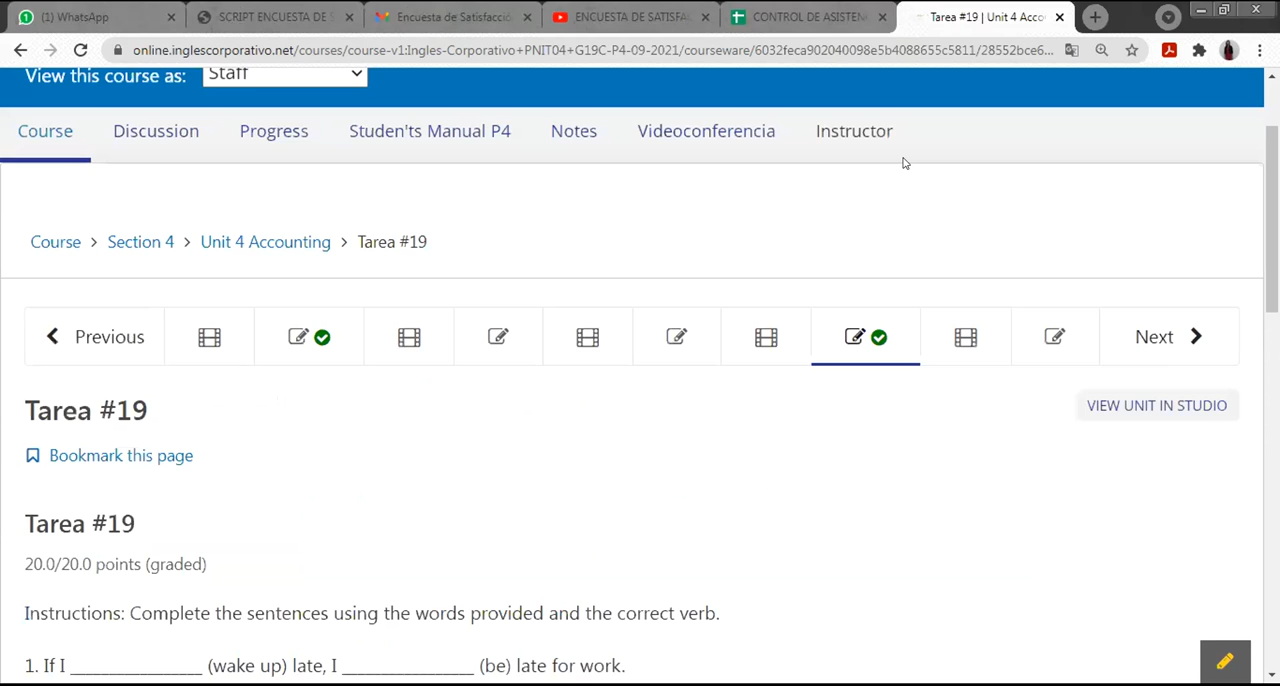 (1) WhatsApp
SCRIPT ENCUESTA DE S
Encuesta de Satisfacció
ENCUESTA DE SATISFA
CONTROL DE ASISTEN
Tarea #19 | Unit 4 Acco
online.inglescorporativo.net/courses/course-v1:Ingles-Corporativo+PNIT04+G19C-P4-09-2021/courseware/6032feca902040098e5b4088655c5811/28552bce6...
View this course as: Staff
Course Discussion Progress Studen'ts Manual P4 Notes Videoconferencia Instructor
Course > Section 4 > Unit 4 Accounting > Tarea #19
Previous Next
Tarea #19
VIEW UNIT IN STUDIO
Bookmark this page
Tarea #19
20.0/20.0 points (graded)
Instructions: Complete the sentences using the words provided and the correct verb.
1. If I _______________ (wake up) late, I _______________ (be) late for work.